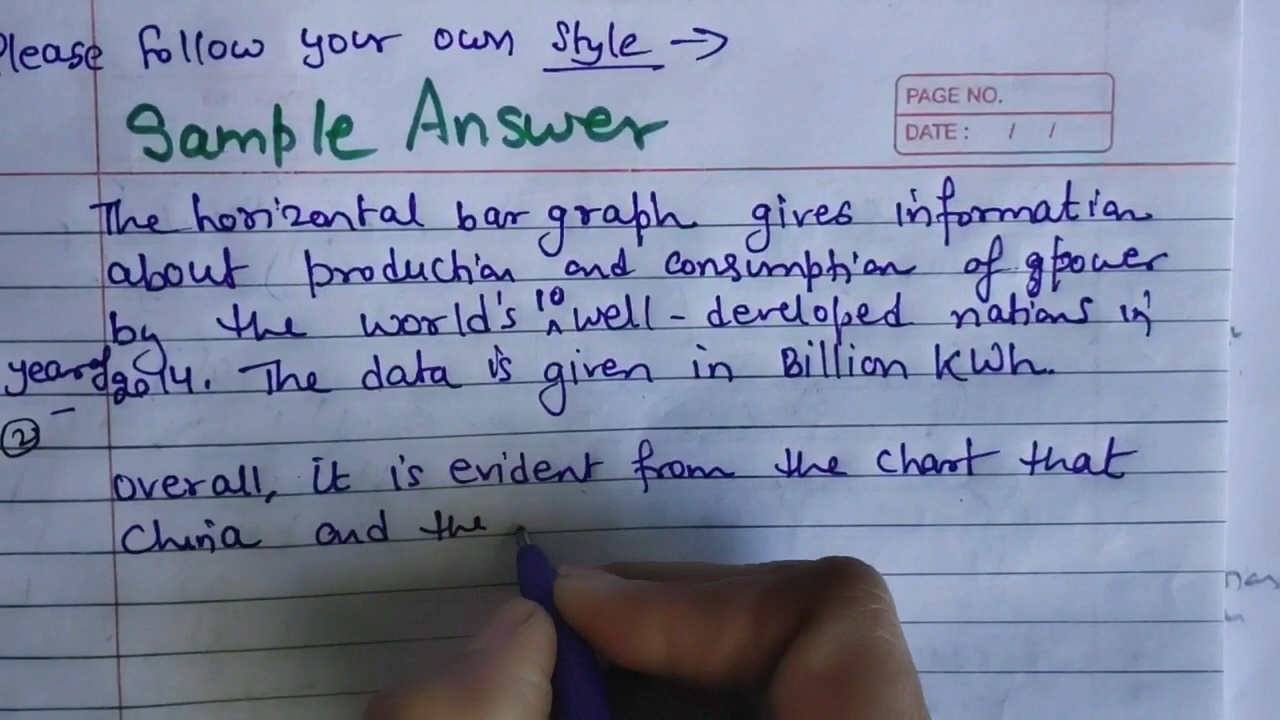 Please follow your own style →
Sample Answer
PAGE NO.
DATE : / /
The horizontal bar graph gives information
about production and consumption of power
by the world's 10 well-developed nations in
year 2014. The data is given in Billion kWh.
②
overall, it is evident from the chart that
China and the